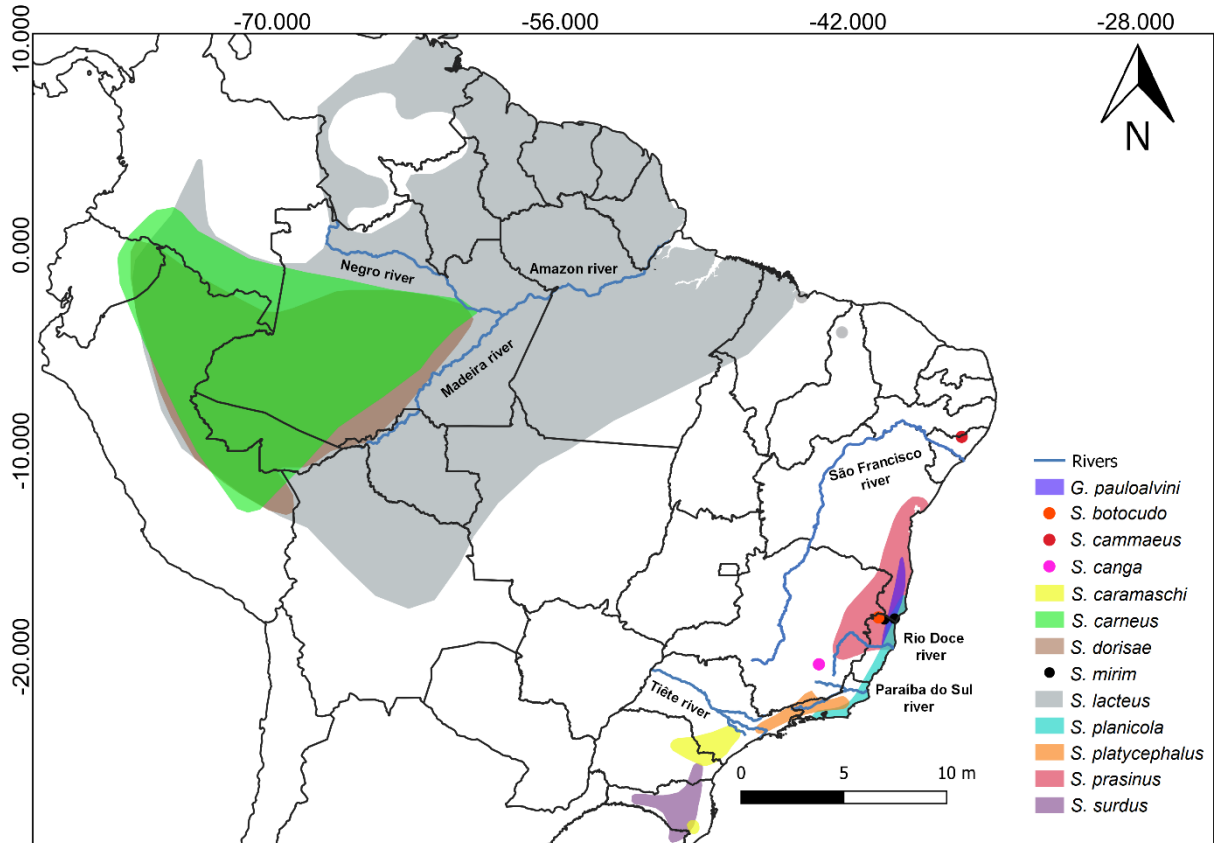 -70.000
-56.000
-42.000
-28.000
10.000
0.000
-10.000
-20.000
N
Negro river
Amazon river
Madeira river
São Francisco
river
Rio Doce
river
Paraíba do Sul
river
Tiête river
0
5
10 m
Rivers
G. pauloalvini
S. botocudo
S. cammaeus
S. canga
S. caramaschi
S. carneus
S. dorisae
S. mirim
S. lacteus
S. planicola
S. platycephalus
S. prasinus
S. surdus